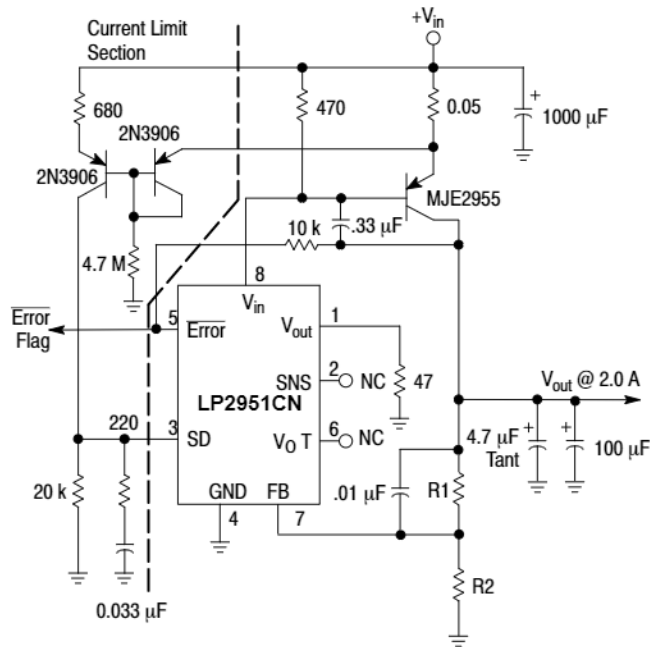 Current Limit
Section
+Vin
680
470
0.05
1000 µF
+
2N3906
2N3906
MJE2955
10 k
.33 µF
4.7 M
8
Vin
Error
Flag
5
Error
Vout
1
SNS
2
NC
47
LP2951CN
Vout @ 2.0 A
220
3
SD
VO T
6
NC
4.7 µF
Tant
+
+
100 µF
20 k
GND
FB
.01 µF
R1
4
7
R2
0.033 µF